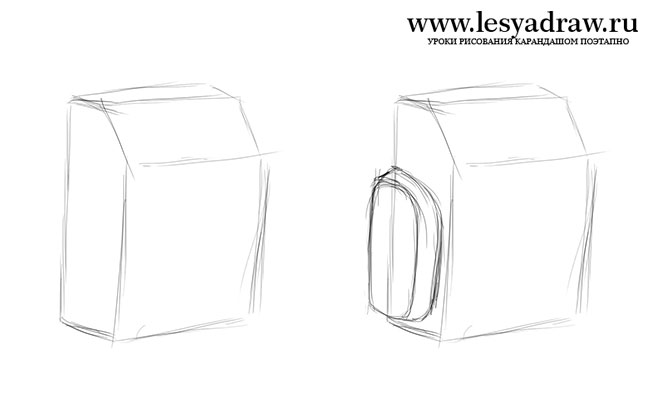 www.lesyadraw.ru
УРОКИ РИСОВАНИЯ КАРАНДАШОМ ПОЭТАПНО